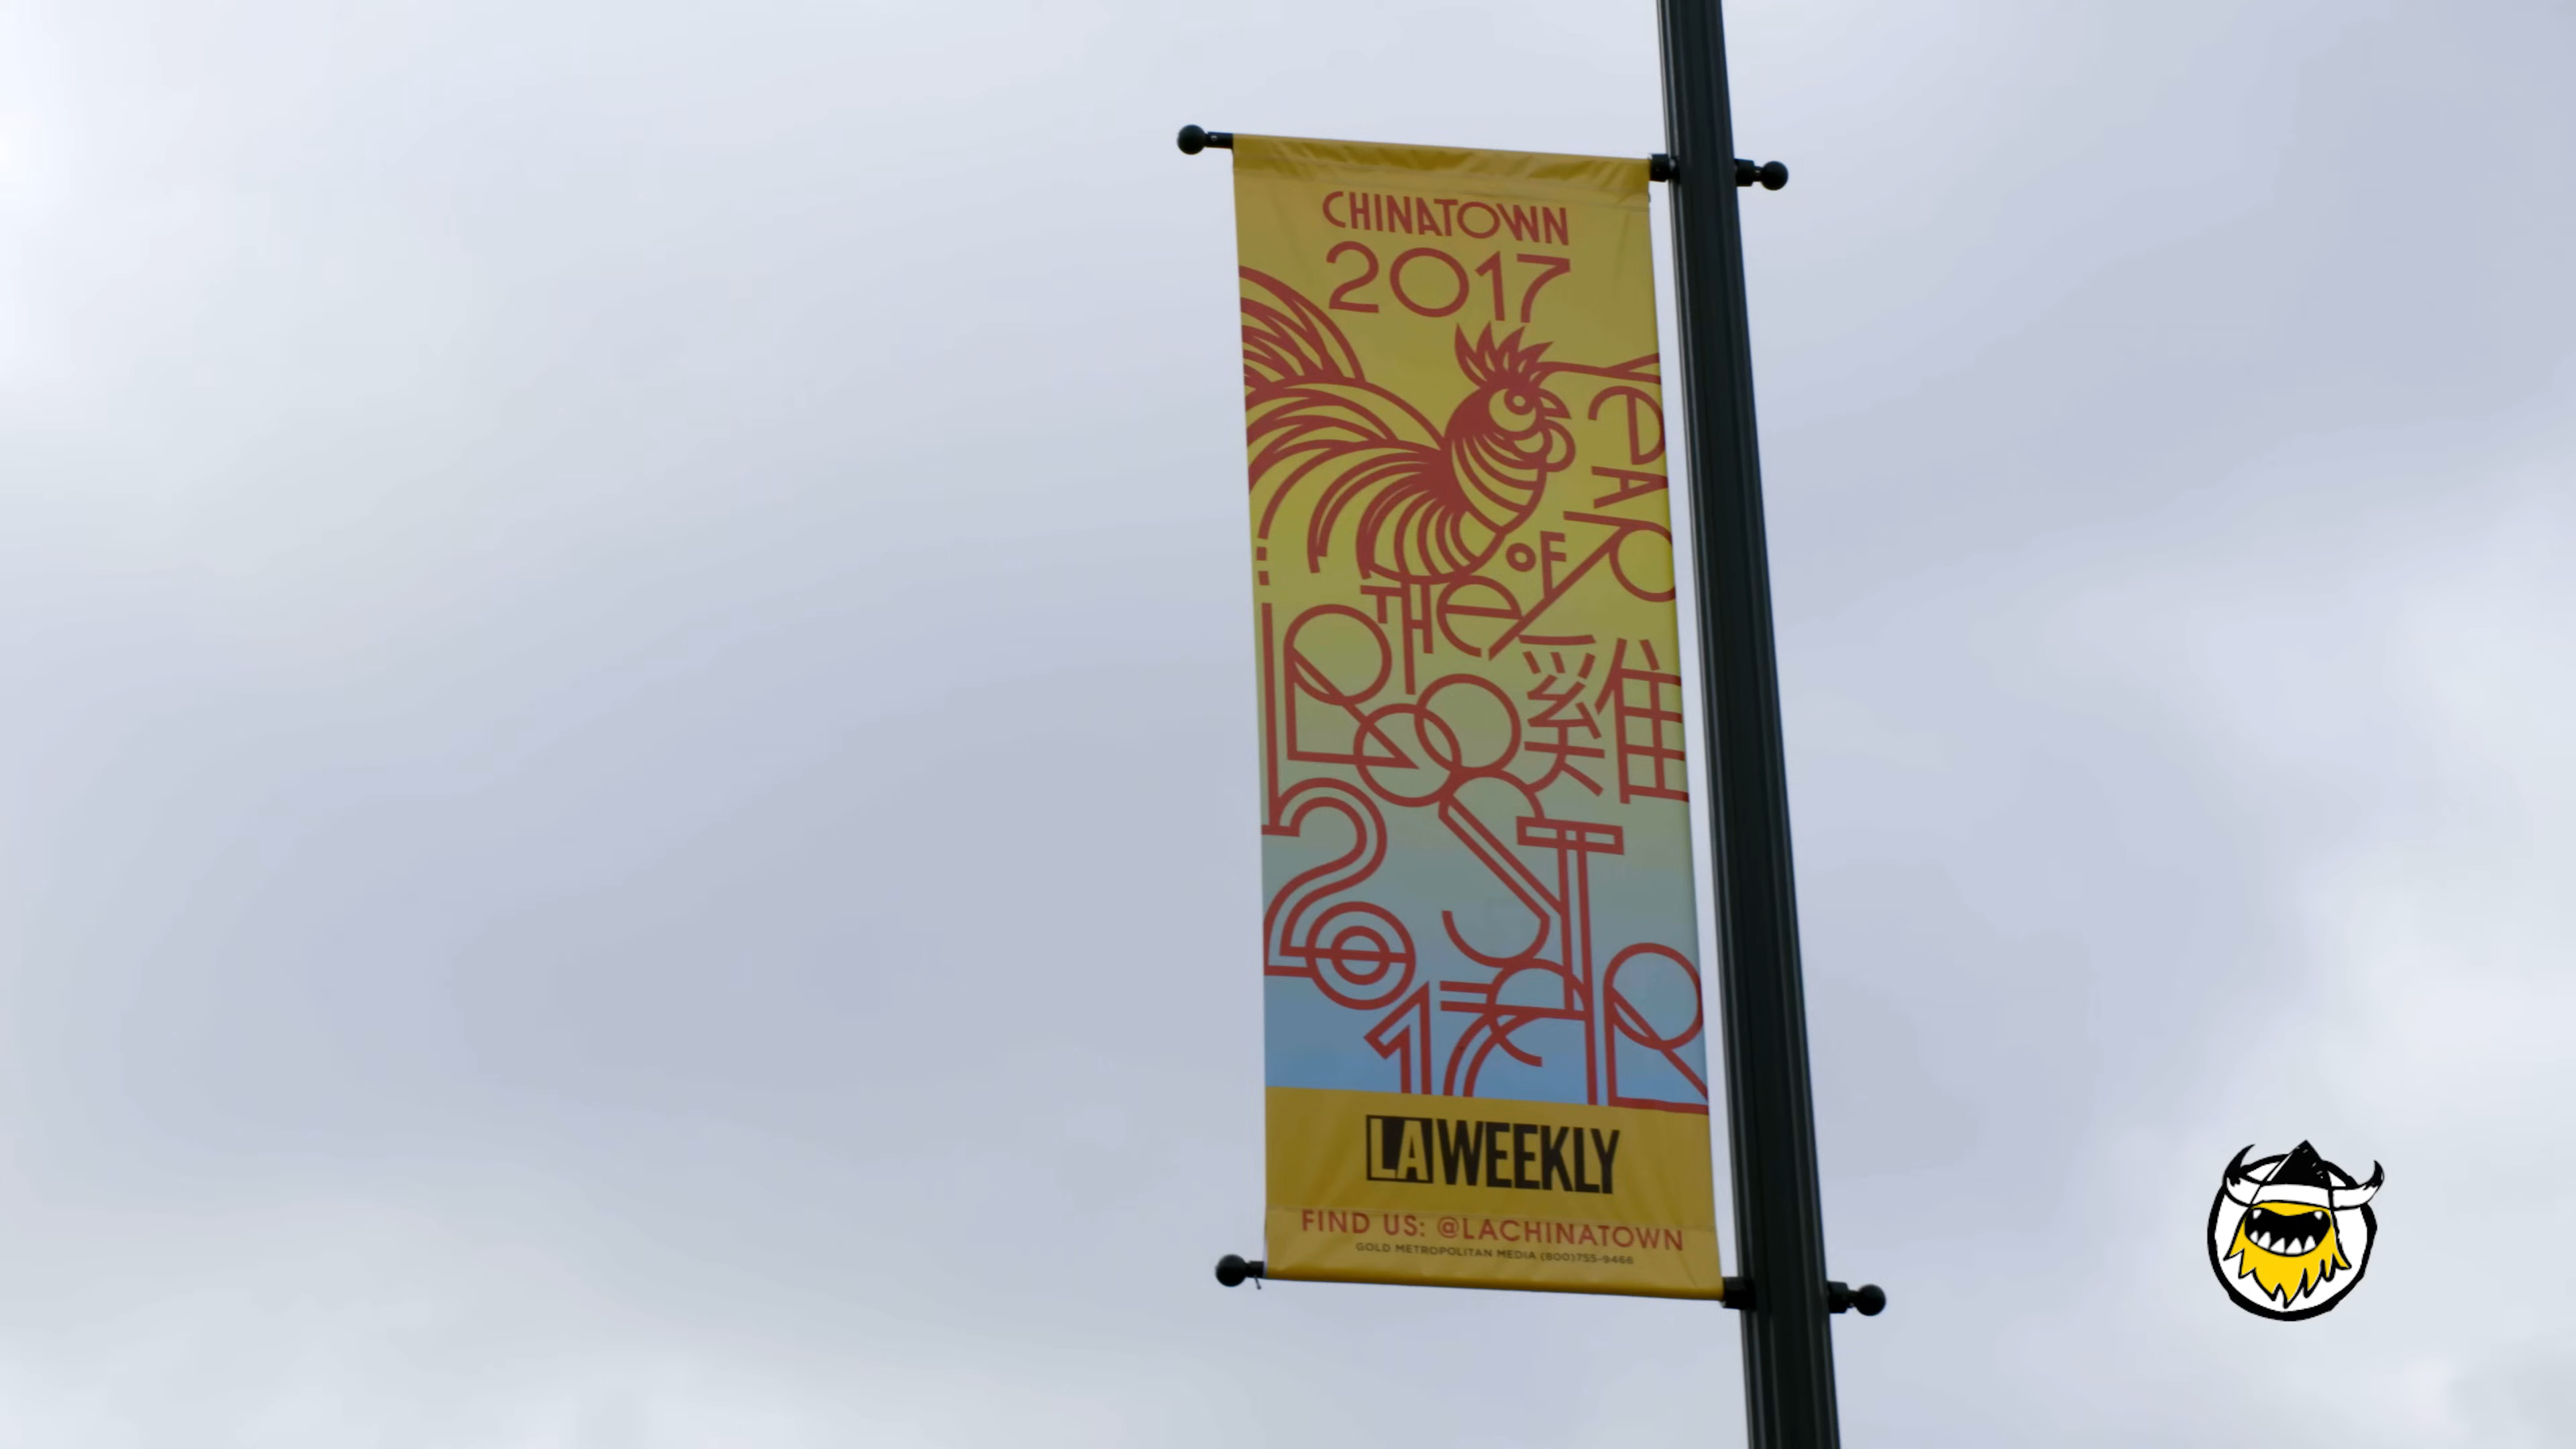 CHINATOWN
2017
YeAR
OF
THe
ROOSTeR
雞
2017
LA WEEKLY
FIND US: @LACHINATOWN
GOLD METROPOLITAN MEDIA (800)755-9466